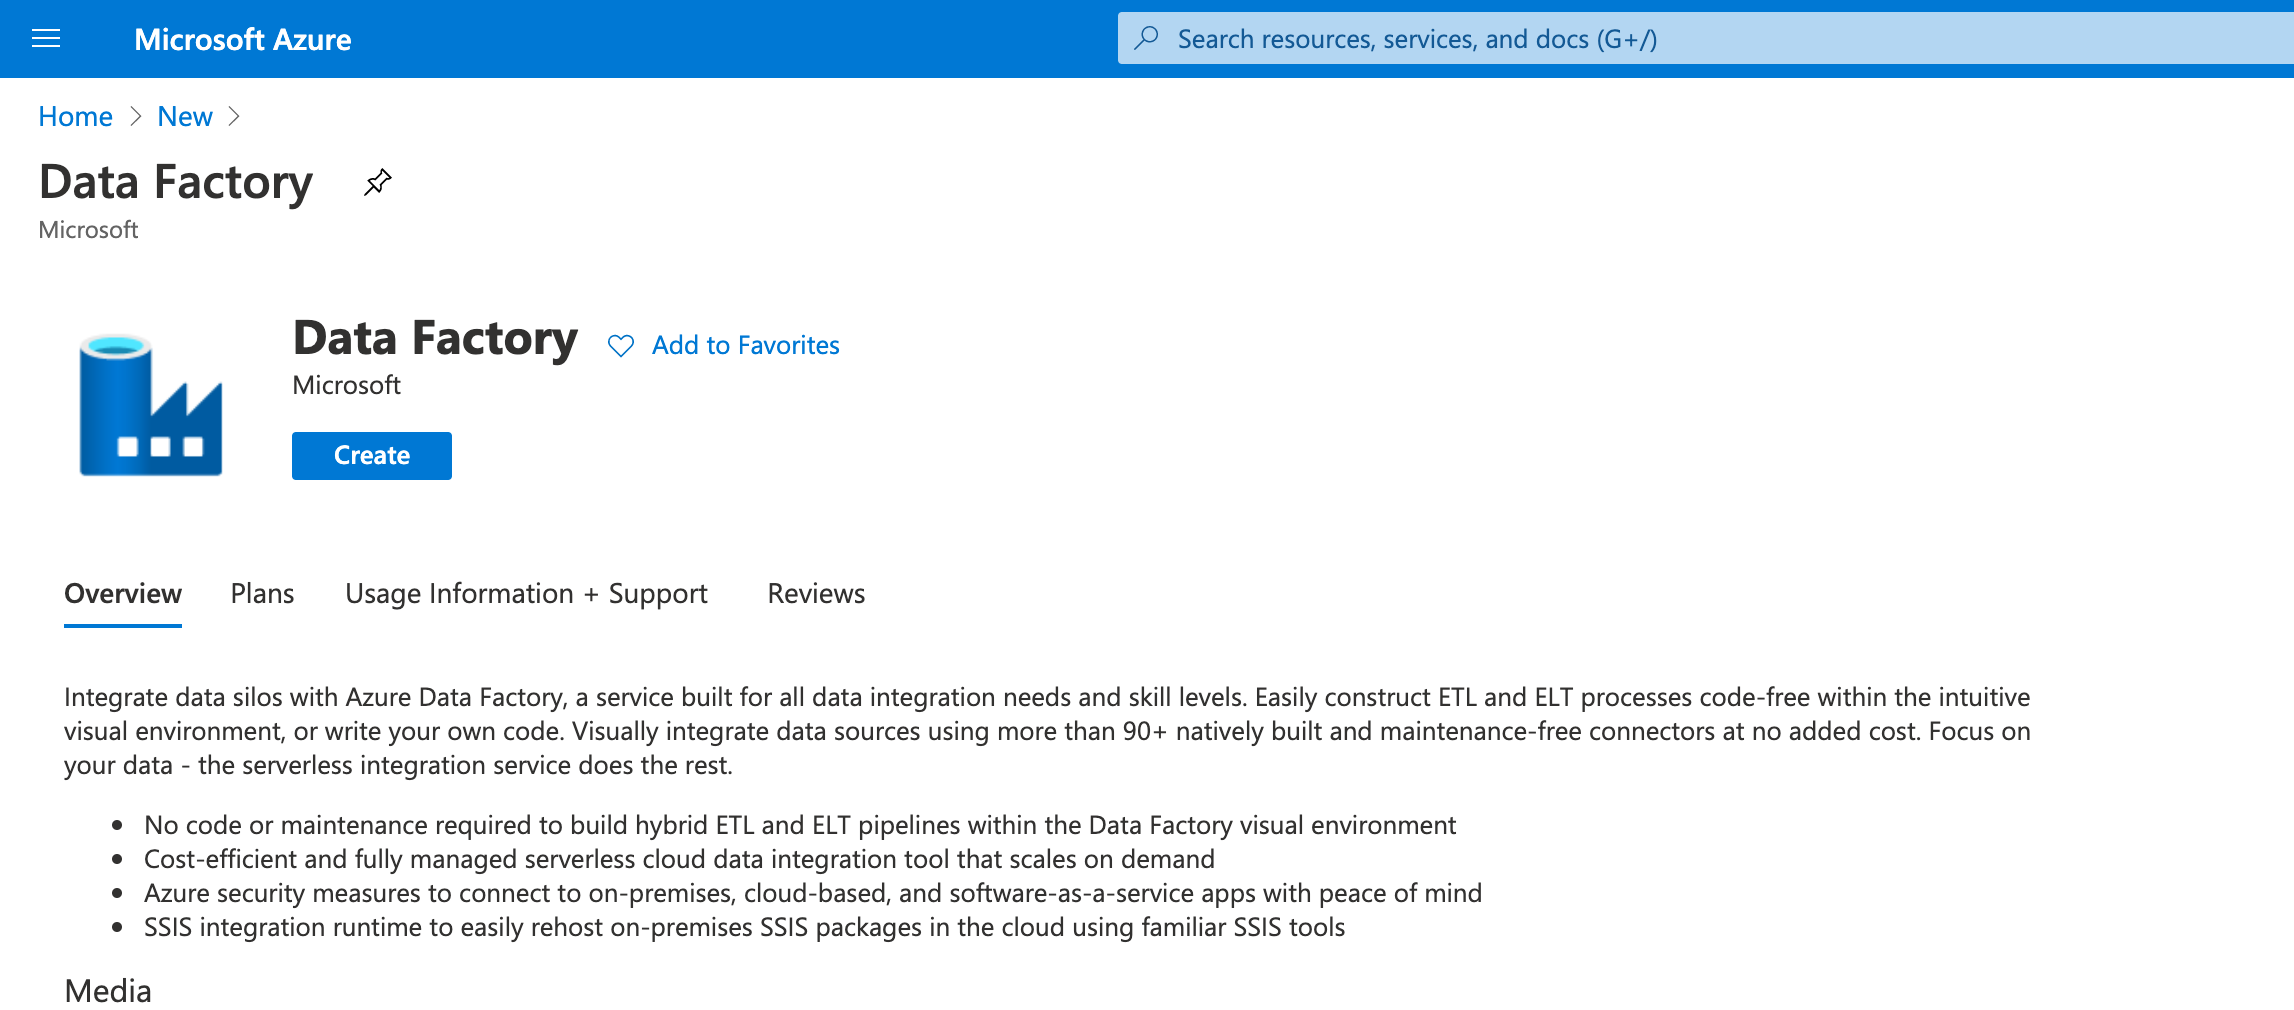 Microsoft Azure
Search resources, services, and docs (G+/)
Home > New >
Data Factory
Microsoft
Data Factory
Add to Favorites
Microsoft
Create
Overview
Plans
Usage Information + Support
Reviews
Integrate data silos with Azure Data Factory, a service built for all data integration needs and skill levels. Easily construct ETL and ELT processes code-free within the intuitive
visual environment, or write your own code. Visually integrate data sources using more than 90+ natively built and maintenance-free connectors at no added cost. Focus on
your data - the serverless integration service does the rest.
• No code or maintenance required to build hybrid ETL and ELT pipelines within the Data Factory visual environment
• Cost-efficient and fully managed serverless cloud data integration tool that scales on demand
• Azure security measures to connect to on-premises, cloud-based, and software-as-a-service apps with peace of mind
• SSIS integration runtime to easily rehost on-premises SSIS packages in the cloud using familiar SSIS tools
Media